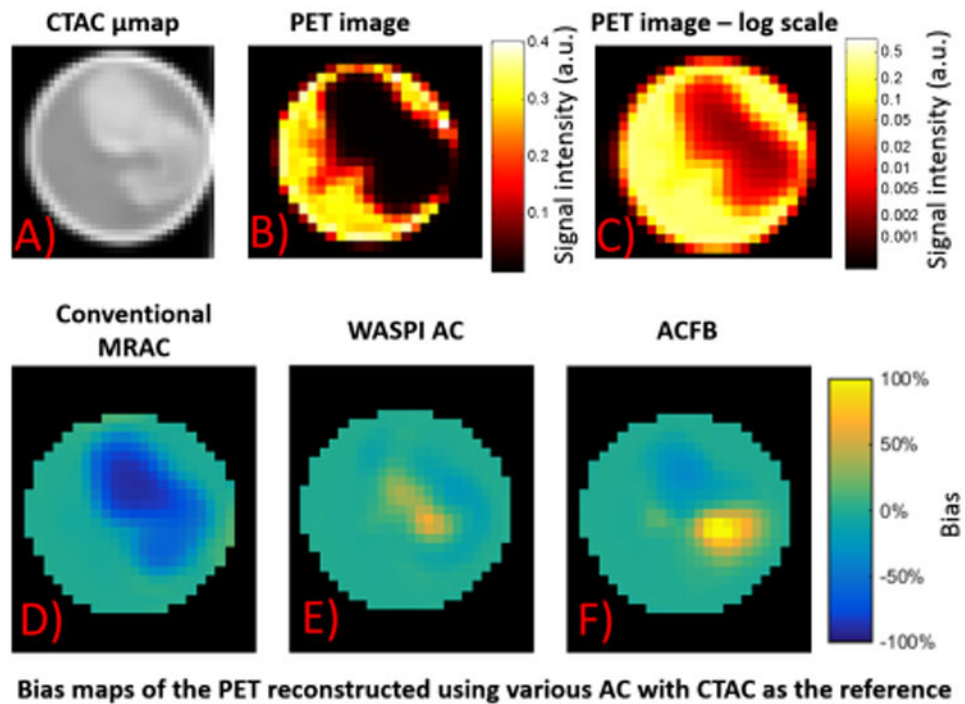 CTAC µmap
PET image
PET image – log scale
A)
B)
0.4
0.3
0.2
0.1
Signal intensity (a.u.)
C)
0.5
0.2
0.1
0.05
0.02
0.01
0.005
0.002
0.001
Signal intensity (a.u.)
Conventional
MRAC
WASPI AC
ACFB
D)
E)
F)
100%
50%
0%
-50%
-100%
Bias
Bias maps of the PET reconstructed using various AC with CTAC as the reference